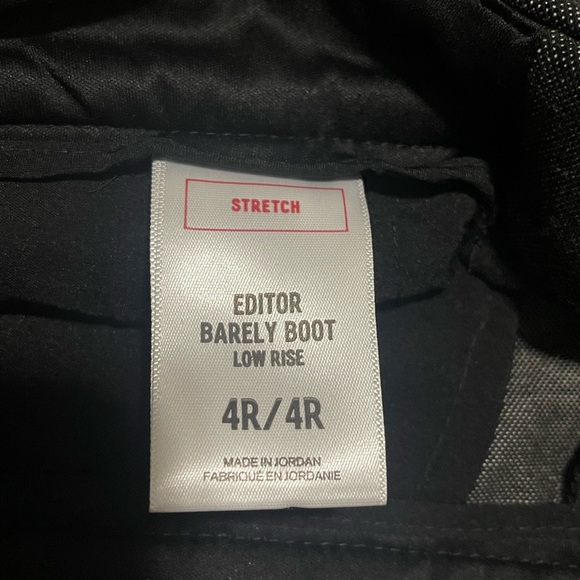 STRETCH
EDITOR
BARELY BOOT
LOW RISE
4R/4R
MADE IN JORDAN
FABRIQUÉ EN JORDANIE